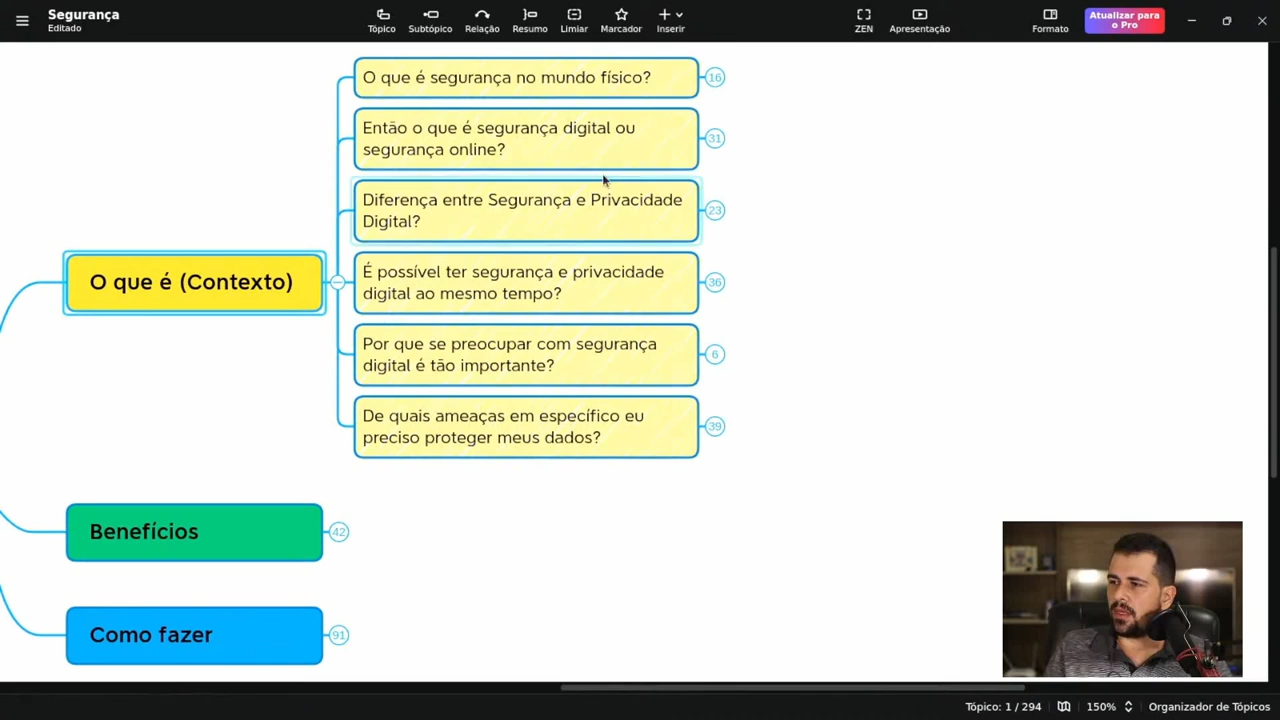 Segurança
Editado
Tópico
Subtópico
Relação
Resumo
Limiar
Marcador
Inserir
ZEN
Apresentação
Formato
Atualizar para
o Pro
O que é segurança no mundo físico?
16
Então o que é segurança digital ou
segurança online?
31
Diferença entre Segurança e Privacidade
Digital?
23
O que é (Contexto)
É possível ter segurança e privacidade
digital ao mesmo tempo?
36
Por que se preocupar com segurança
digital é tão importante?
6
De quais ameaças em específico eu
preciso proteger meus dados?
39
Benefícios
42
Como fazer
91
Tópico: 1 / 294
150%
Organizador de Tópicos